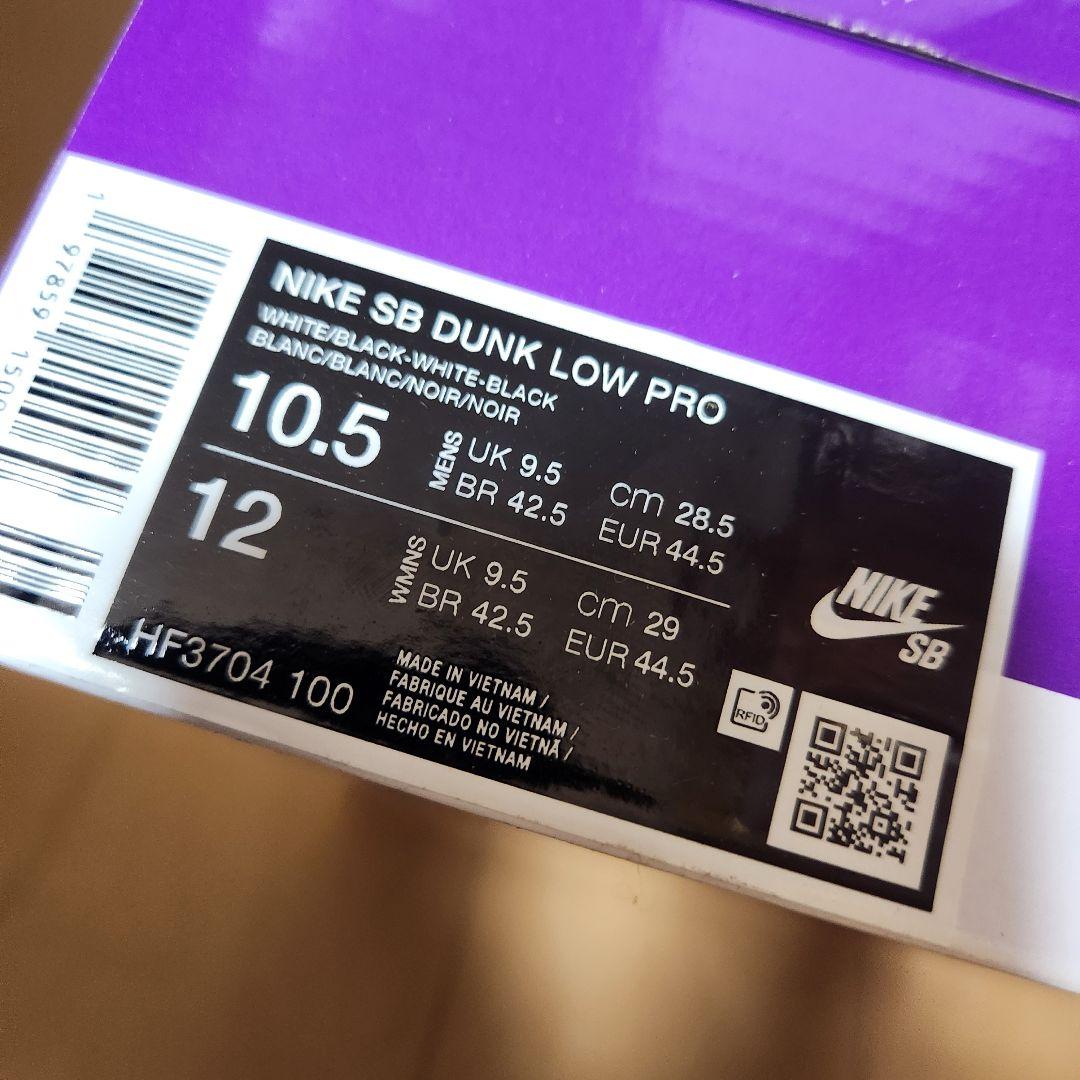 NIKE SB DUNK LOW PRO
WHITE/BLACK-WHITE-BLACK
BLANC/BLANC/NOIR/NOIR
10.5
MENS
UK 9.5
cm 28.5
BR 42.5
EUR 44.5
12
WMNS
UK 9.5
cm 29
BR 42.5
EUR 44.5
HF3704 100
MADE IN VIETNAM /
FABRIQUE AU VIETNAM /
FABRICADO NO VIETNÃ /
HECHO EN VIETNAM
NIKE
SB
RFID